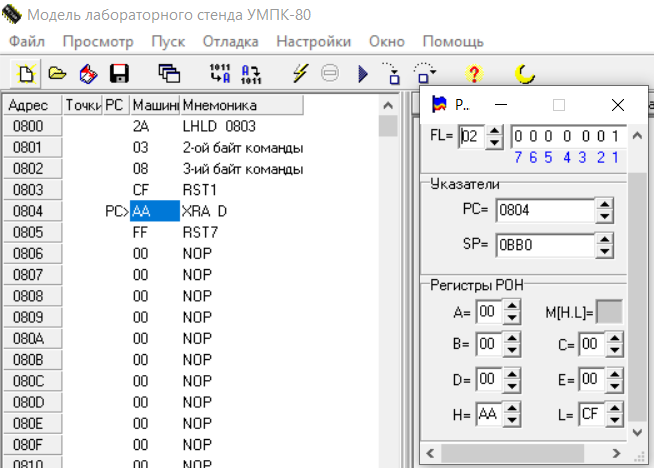 Модель лабораторного стенда УМПК-80
Файл Просмотр Пуск Отладка Настройки Окно Помощь
Адрес Точки PC Машин Мнемоника
0800 2A LHLD 0803
0801 03 2-ой байт команды
0802 08 3-ий байт команды
0803 CF RST1
0804 PC> AA XRA D
0805 FF RST7
0806 00 NOP
0807 00 NOP
0808 00 NOP
0809 00 NOP
080A 00 NOP
080B 00 NOP
080C 00 NOP
080D 00 NOP
080E 00 NOP
080F 00 NOP
0810 00 NOP
Р..
FL= 02 0 0 0 0 0 0 1
7 6 5 4 3 2 1
Указатели
PC= 0804
SP= 0BB0
Регистры РОН
A= 00 M[H.L]=
B= 00 C= 00
D= 00 E= 00
H= AA L= CF